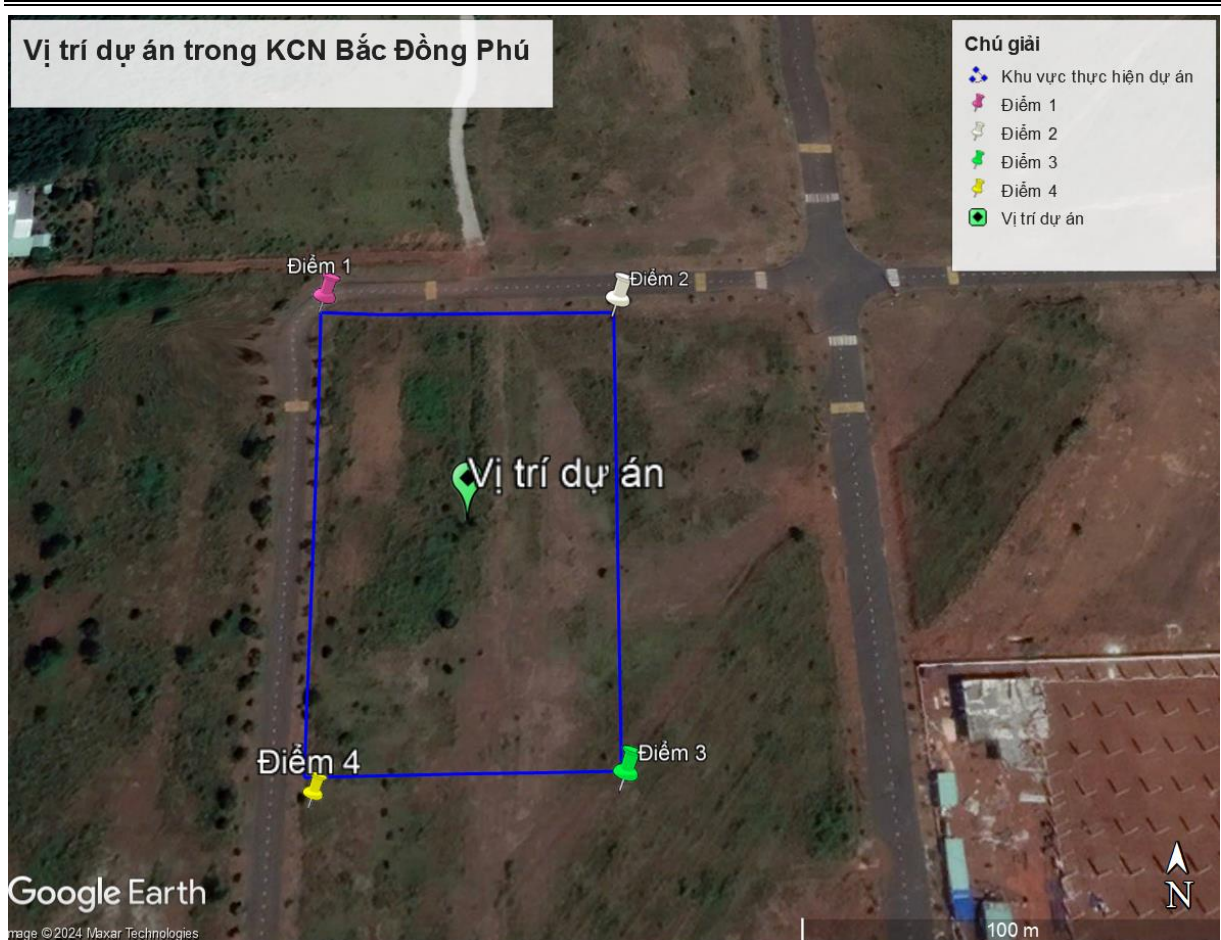 Vị trí dự án trong KCN Bắc Đồng Phú
Chú giải
Khu vực thực hiện dự án
Điểm 1
Điểm 2
Điểm 3
Điểm 4
Vị trí dự án
Điểm 1
Điểm 2
Vị trí dự án
Điểm 3
Điểm 4
Google Earth
mage ©2024 Maxar Technologies
N
100 m